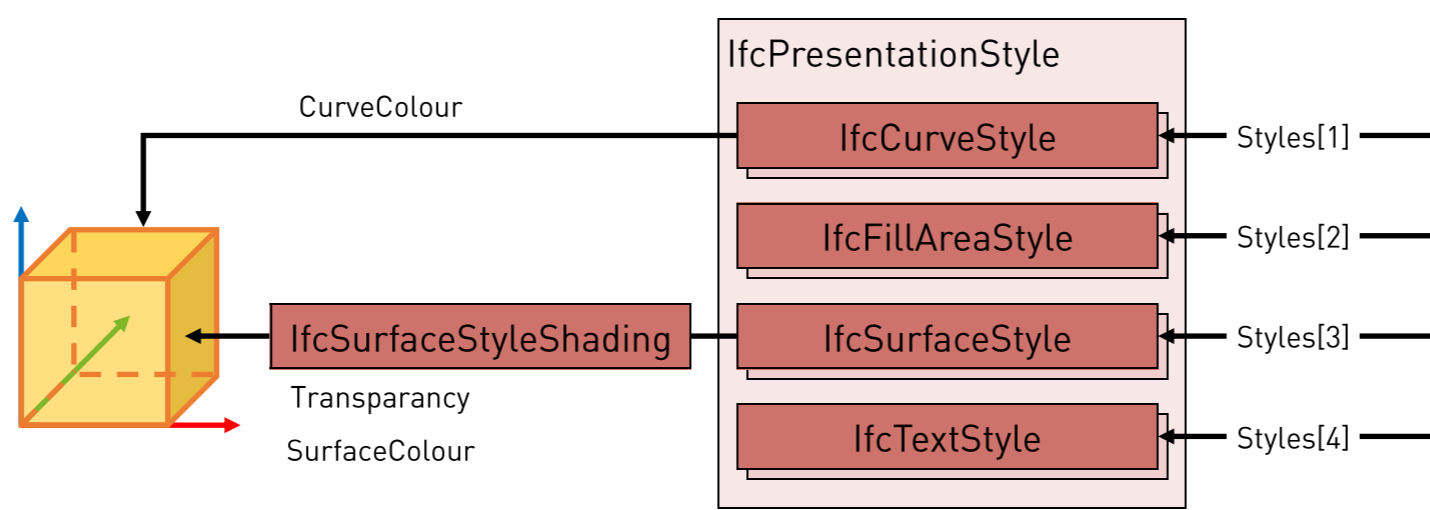 IfcPresentationStyle
CurveColour
IfcCurveStyle
Styles[1]
IfcFillAreaStyle
Styles[2]
IfcSurfaceStyleShading
IfcSurfaceStyle
Styles[3]
Transparancy
SurfaceColour
IfcTextStyle
Styles[4]